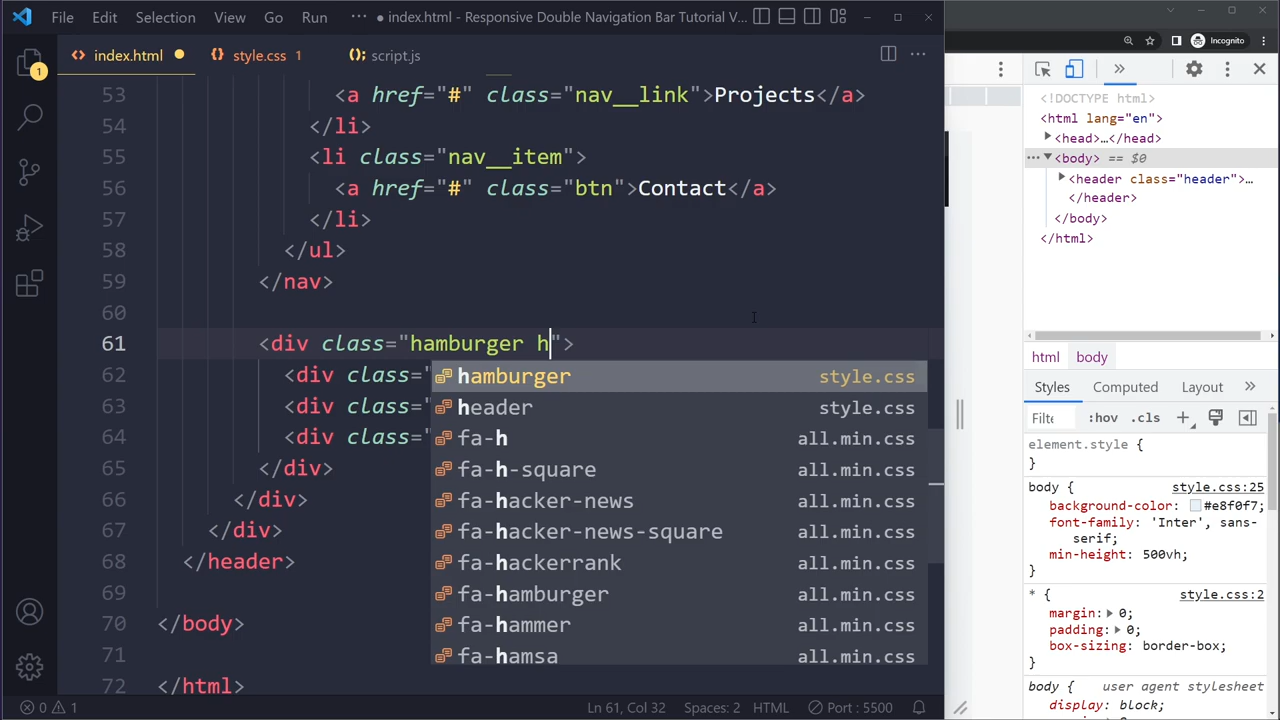 File Edit Selection View Go Run ··· ● index.html - Responsive Double Navigation Bar Tutorial V...
index.html ● style.css 1 script.js ···
1
53 <a href="#" class="nav__link">Projects</a>
54 </li>
55 <li class="nav__item">
56 <a href="#" class="btn">Contact</a>
57 </li>
58 </ul>
59 </nav>
60
61 <div class="hamburger h">
62 <div class="
63 <div class="
64 <div class="
65 </div>
66 </div>
67 </div>
68 </header>
69
70 </body>
71
72 </html>
hamburger style.css
header style.css
fa-h all.min.css
fa-h-square all.min.css
fa-hacker-news all.min.css
fa-hacker-news-square all.min.css
fa-hackerrank all.min.css
fa-hamburger all.min.css
fa-hammer all.min.css
fa-hamsa all.min.css
0 1 Ln 61, Col 32 Spaces: 2 HTML Port : 5500
Incognito
<!DOCTYPE html>
<html lang="en">
<head>…</head>
<body> == $0
<header class="header">…
</header>
</body>
</html>
html body
Styles Computed Layout
Filte :hov .cls
element.style {
}
body { style.css:25
background-color: #e8f0f7;
font-family: 'Inter', sans-
serif;
min-height: 500vh;
}
* { style.css:2
margin: 0;
padding: 0;
box-sizing: border-box;
}
body { user agent stylesheet
display: block;